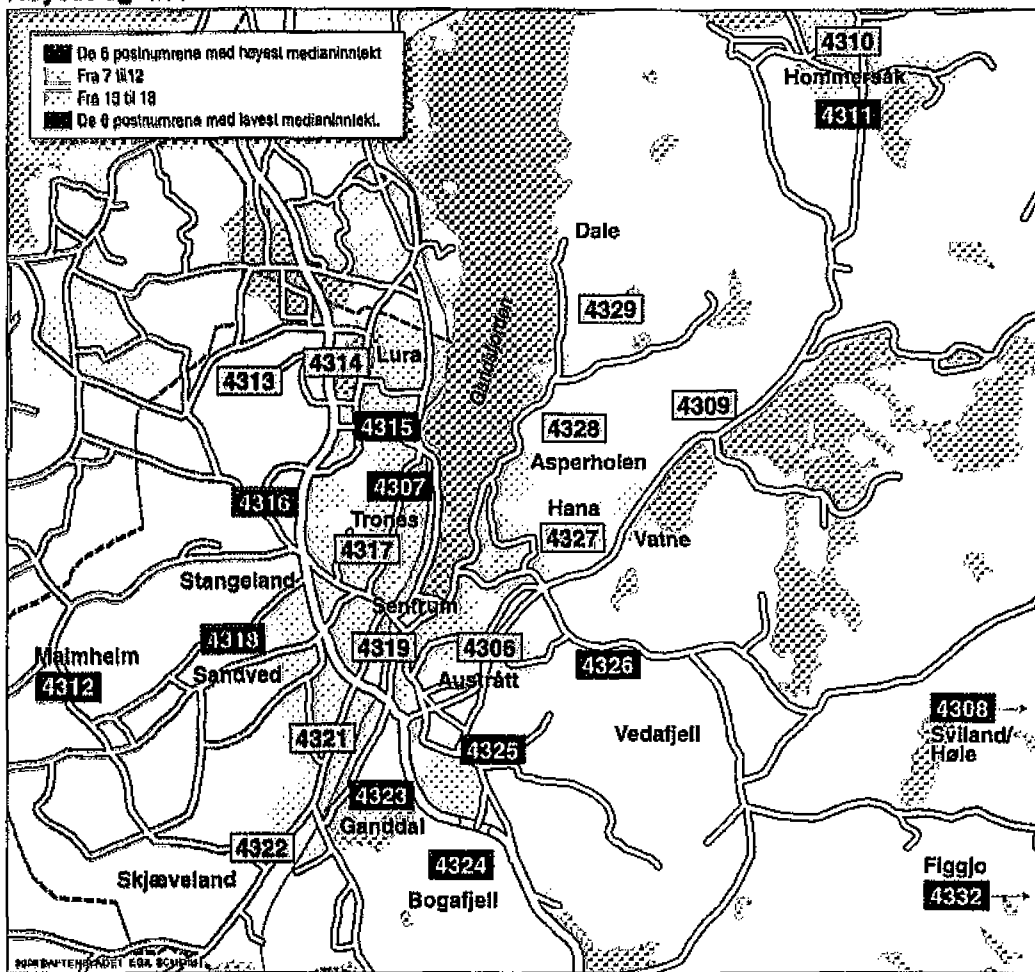 De 6 postnumrene med høyest medianinntekt
Fra 7 til 12
Fra 13 til 18
De 6 postnumrene med lavest medianinntekt.
4310
Hommersåk
4311
Dale
4329
Gandsfjorden
Lura
4314
4313
4309
4315
4328
Asperholen
4307
4316
Trones
Hana
4327
Vatne
4317
Stangeland
Sentrum
4318
4319
4306
Malmheim
4312
Sandved
Austrått
4326
4308
Sviland/
Høle
4321
4325
Vedafjell
4323
Ganddal
4322
4324
Skjæveland
Bogafjell
Figgjo
4332